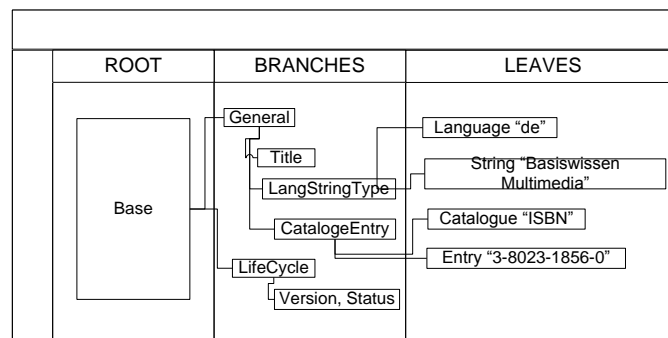 ROOT
BRANCHES
LEAVES
General
Language “de”
Title
String “Basiswissen
Multimedia”
LangStringType
Base
Catalogue “ISBN”
CatalogeEntry
Entry “3-8023-1856-0”
LifeCycle
Version, Status